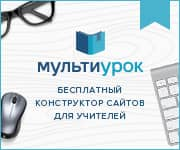 мультиурок
БЕСПЛАТНЫЙ
КОНСТРУКТОР САЙТОВ
ДЛЯ УЧИТЕЛЕЙ